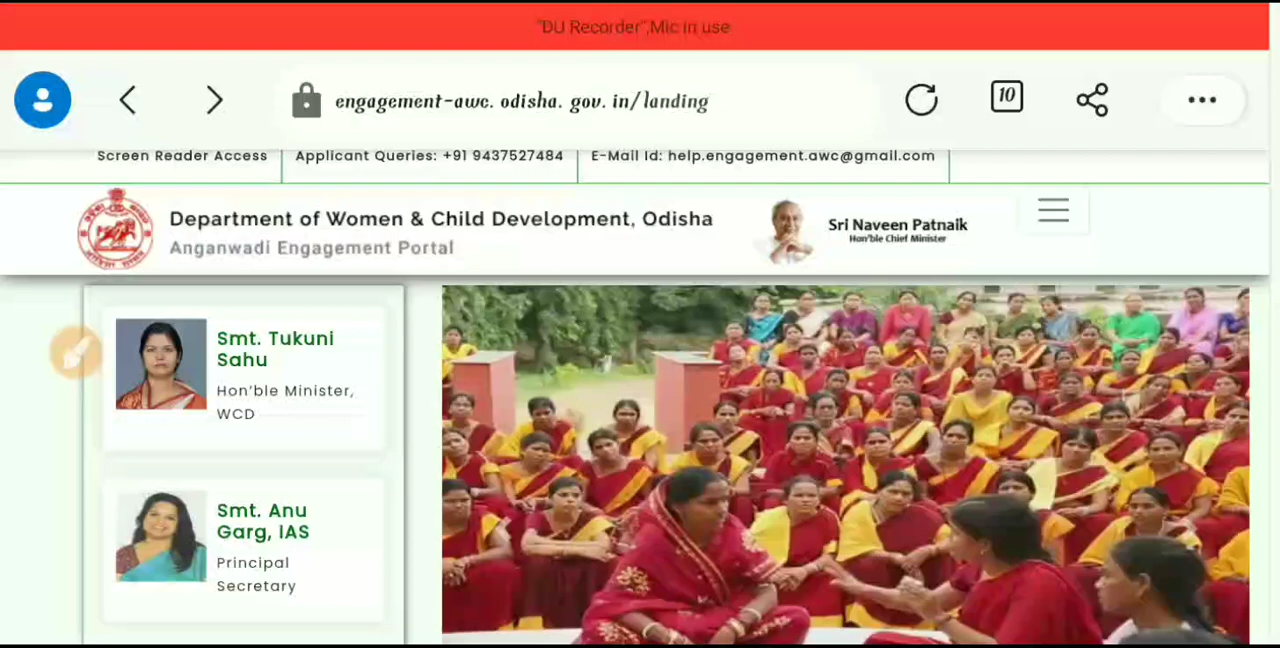 "DU Recorder",Mic in use
engagement-awc. odisha. gov. in/landing
10
Screen Reader Access
Applicant Queries: +91 9437527484
E-Mail Id: help.engagement.awc@gmail.com
Department of Women & Child Development, Odisha
Anganwadi Engagement Portal
Sri Naveen Patnaik
Hon'ble Chief Minister
Smt. Tukuni
Sahu
Hon'ble Minister,
WCD
Smt. Anu
Garg, IAS
Principal
Secretary